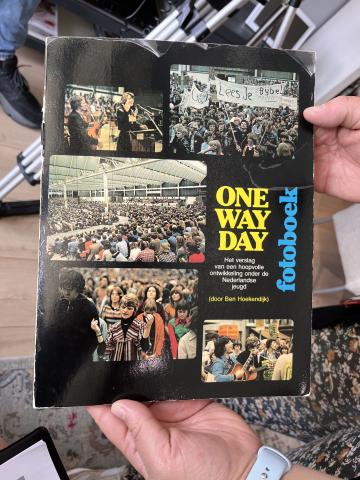 Lees Je Bybel
ONE
WAY
DAY
fotoboek
Het verslag
van een hoopvolle
ontwikkeling onder de
Nederlandse
jeugd
(door Ben Hoekendijk)